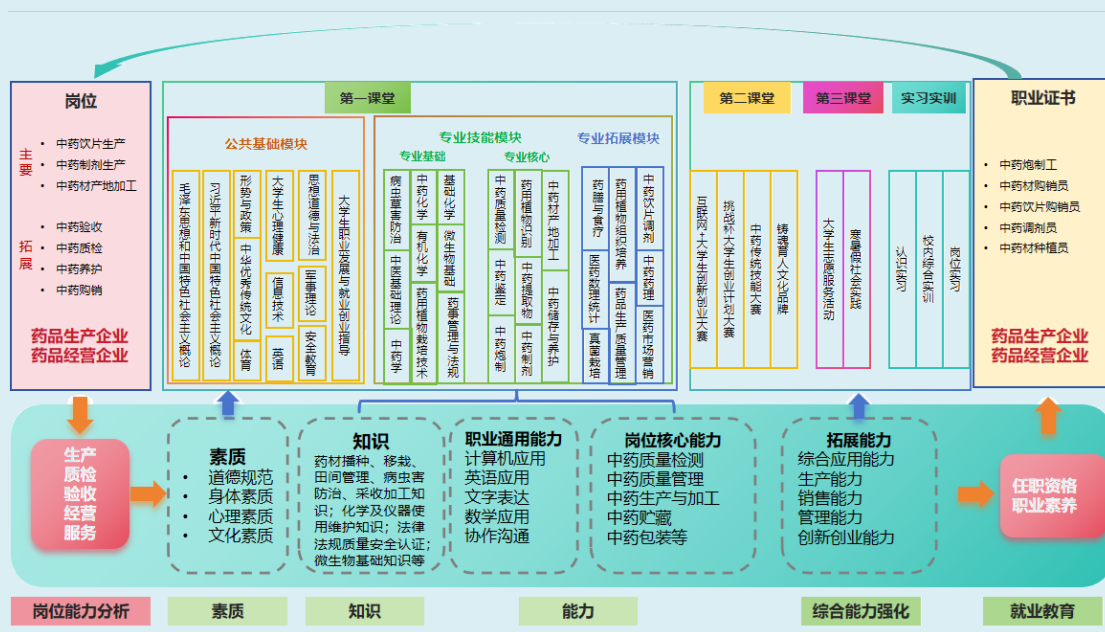 岗位
主要
中药饮片生产
中药制剂生产
中药材产地加工
拓展
中药验收
中药质检
中药养护
中药购销
药品生产企业
药品经营企业
第一课堂
公共基础模块
毛泽东思想和中国特色社会主义概论
习近平新时代中国特色社会主义概论
形势与政策
中华优秀传统文化
体育
大学生心理健康
信息技术
英语
思想道德与法治
军事理论
安全教育
大学生职业发展与就业创业指导
专业技能模块
专业基础
病虫草害防治
中医基础理论
中药学
中药化学
有机化学
药用植物栽培技术
基础化学
微生物基础
药事管理与法规
专业核心
中药质量检测
中药鉴定
中药炮制
药用植物识别
中药提取物
中药制剂
中药材产地加工
中药储存与养护
专业拓展模块
药膳与食疗
医药数理统计
真菌栽培
药用植物组织培养
药品生产质量管理
中药饮片调剂
中药药理
医药市场营销
第二课堂
互联网+大学生创新创业大赛
挑战杯大学生创业计划大赛
中药传统技能大赛
铸魂育人文化品牌
第三课堂
大学生志愿服务活动
寒暑假社会实践
实习实训
认识实习
校内综合实训
岗位实习
职业证书
中药炮制工
中药材购销员
中药饮片购销员
中药调剂员
中药材种植员
药品生产企业
药品经营企业
生产
质检
验收
经营
服务
素质
道德规范
身体素质
心理素质
文化素质
知识
药材播种、移栽、
田间管理、病虫害
防治、采收加工知
识；化学及仪器使
用维护知识；法律
法规质量安全认证；
微生物基础知识等
职业通用能力
计算机应用
英语应用
文字表达
数学应用
协作沟通
岗位核心能力
中药质量检测
中药质量管理
中药生产与加工
中药贮藏
中药包装等
拓展能力
综合应用能力
生产能力
销售能力
管理能力
创新创业能力
任职资格
职业素养
岗位能力分析
素质
知识
能力
综合能力强化
就业教育